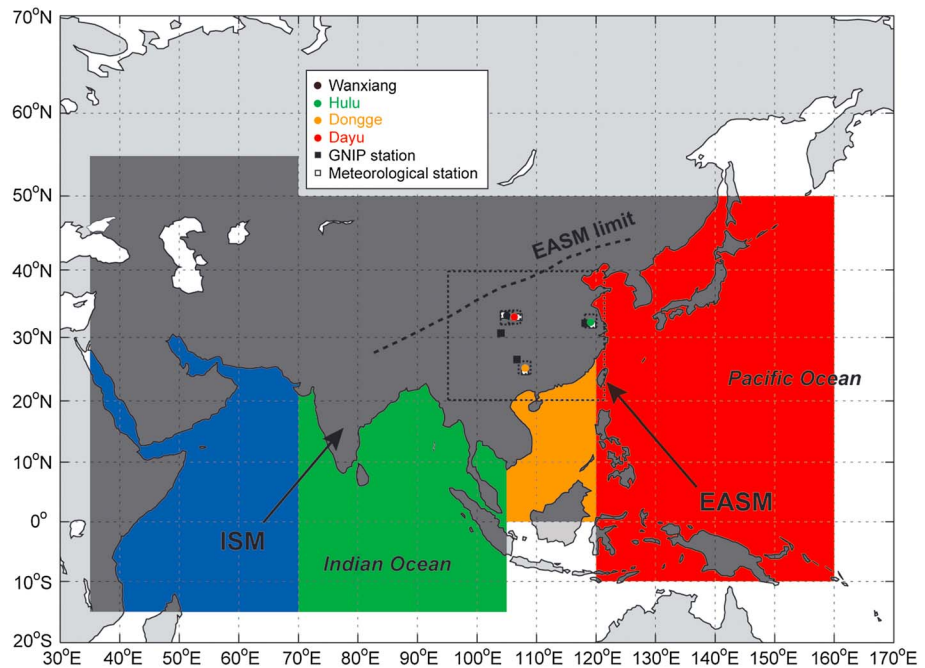 70°N
60°N
50°N
40°N
30°N
20°N
10°N
0°
10°S
20°S
Wanxiang
Hulu
Dongge
Dayu
GNIP station
Meteorological station
EASM limit
Pacific Ocean
EASM
ISM
Indian Ocean
30°E 40°E 50°E 60°E 70°E 80°E 90°E 100°E 110°E 120°E 130°E 140°E 150°E 160°E 170°E